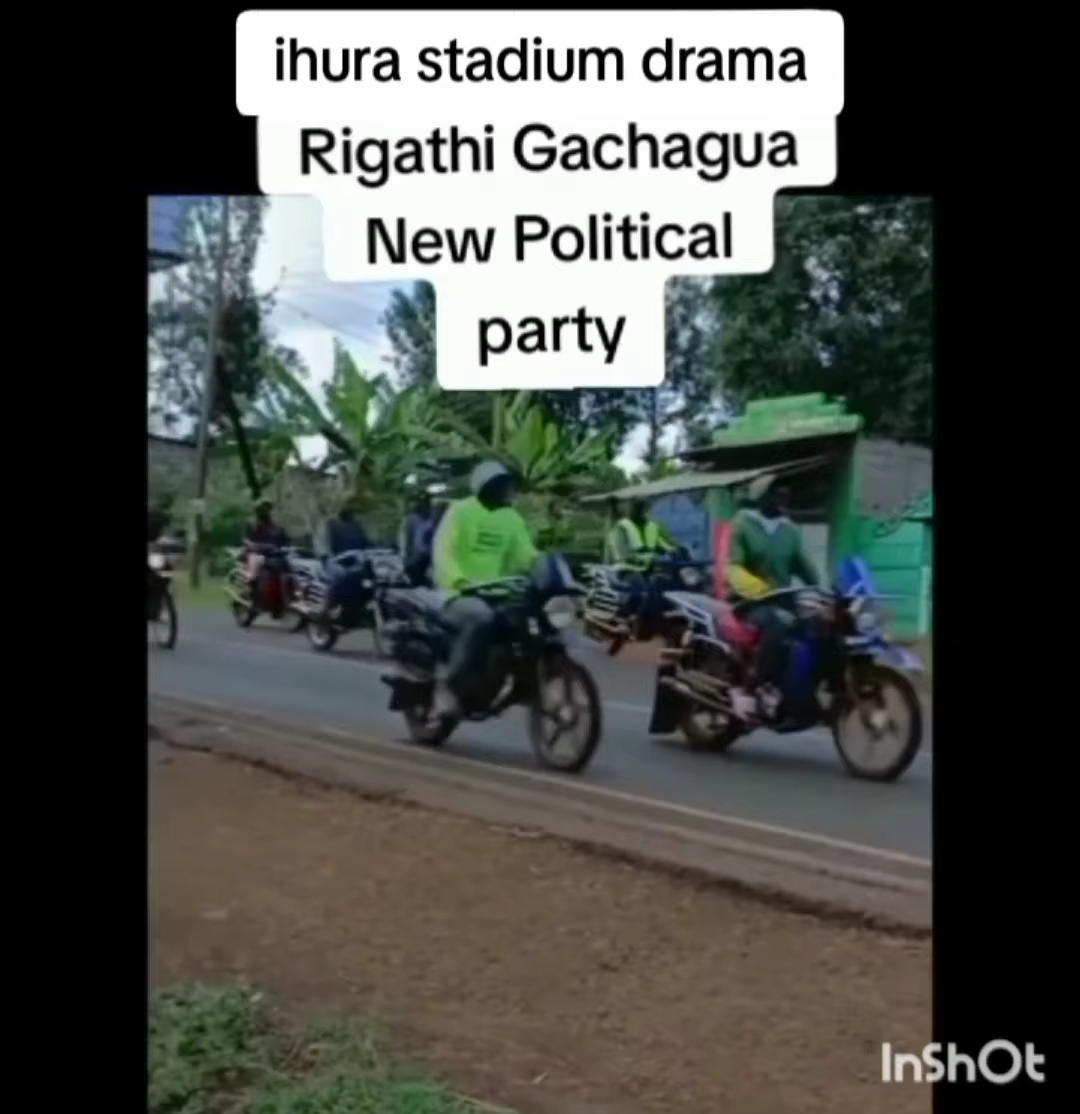 ihura stadium drama
Rigathi Gachagua
New Political
party
InShOt